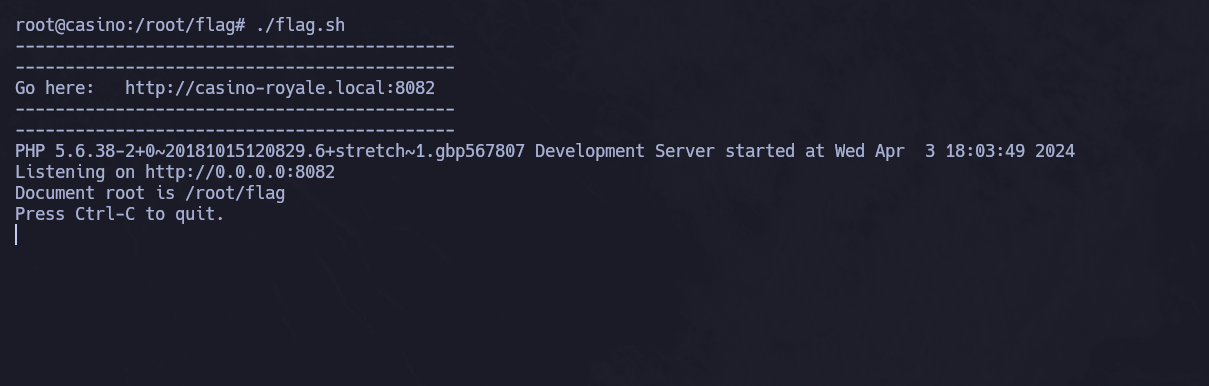 root@casino:/root/flag# ./flag.sh
--------------------------------------------
--------------------------------------------
Go here:   http://casino-royale.local:8082
--------------------------------------------
--------------------------------------------
PHP 5.6.38-2+0~20181015120829.6+stretch~1.gbp567807 Development Server started at Wed Apr  3 18:03:49 2024
Listening on http://0.0.0.0:8082
Document root is /root/flag
Press Ctrl-C to quit.